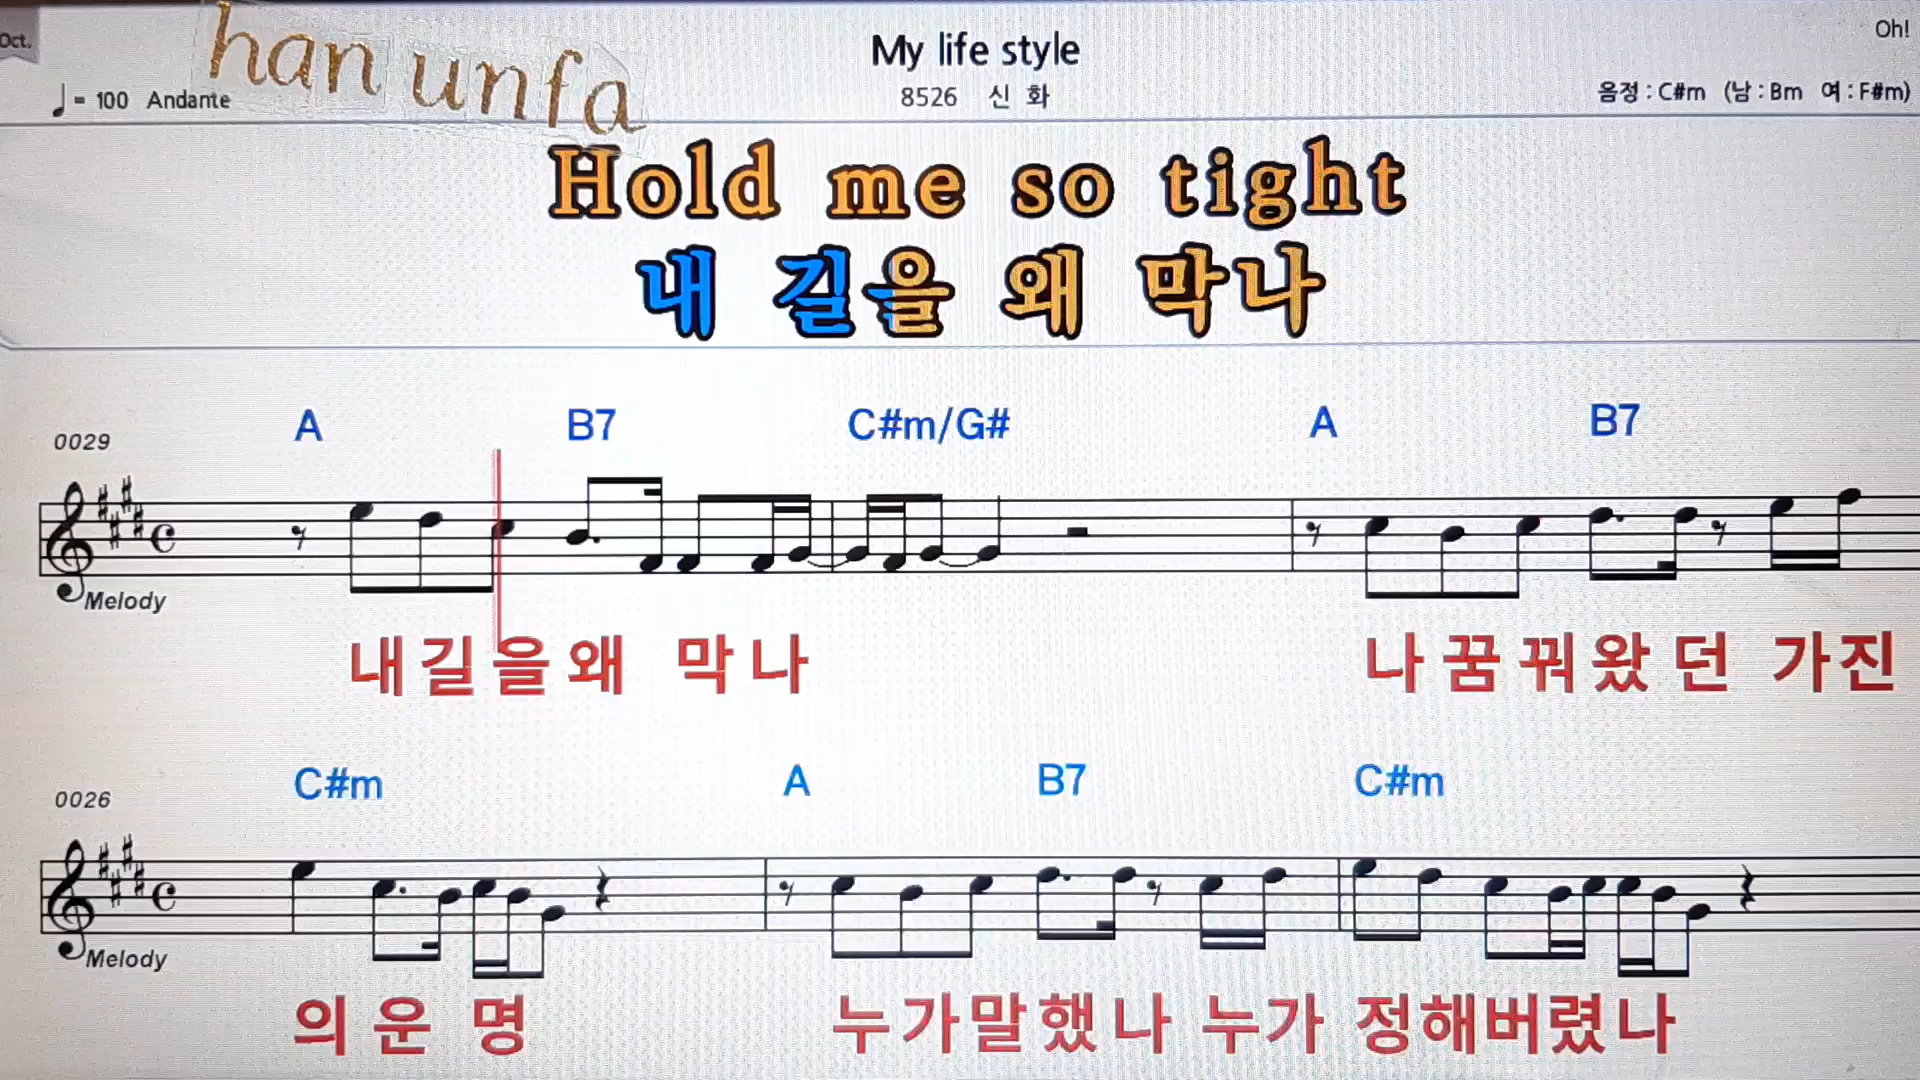 Oct.
han unfa
My life style
Oh!
♩ = 100 Andante
8526 신 화
음정 : C#m (남 : Bm 여 : F#m)
Hold me so tight
내 길을 왜 막나
A B7 C#m/G# A B7
0029
Melody
내길을왜 막나 나꿈꿔왔던 가진
C#m A B7 C#m
0026
Melody
의운명 누가말했나 누가 정해버렸나